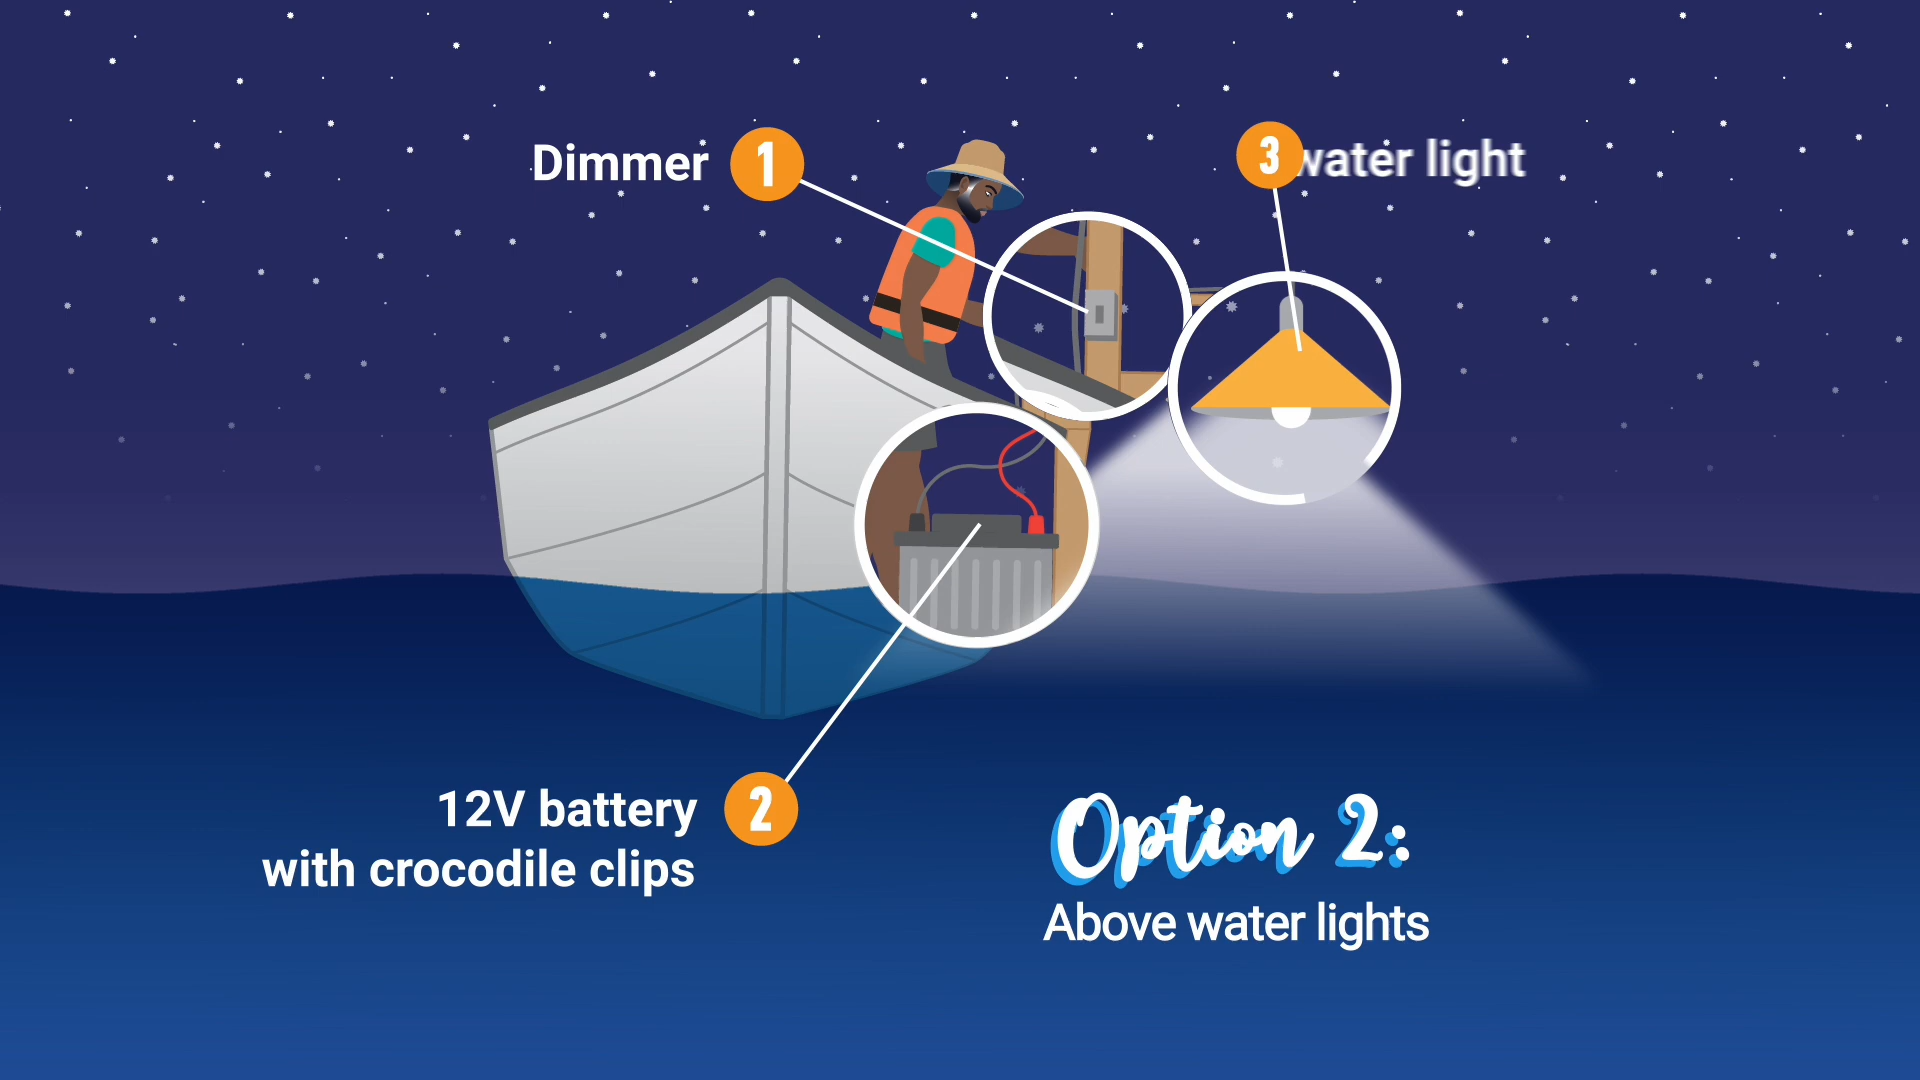 Dimmer 1
3 water light
12V battery 2
with crocodile clips
Option 2:
Above water lights